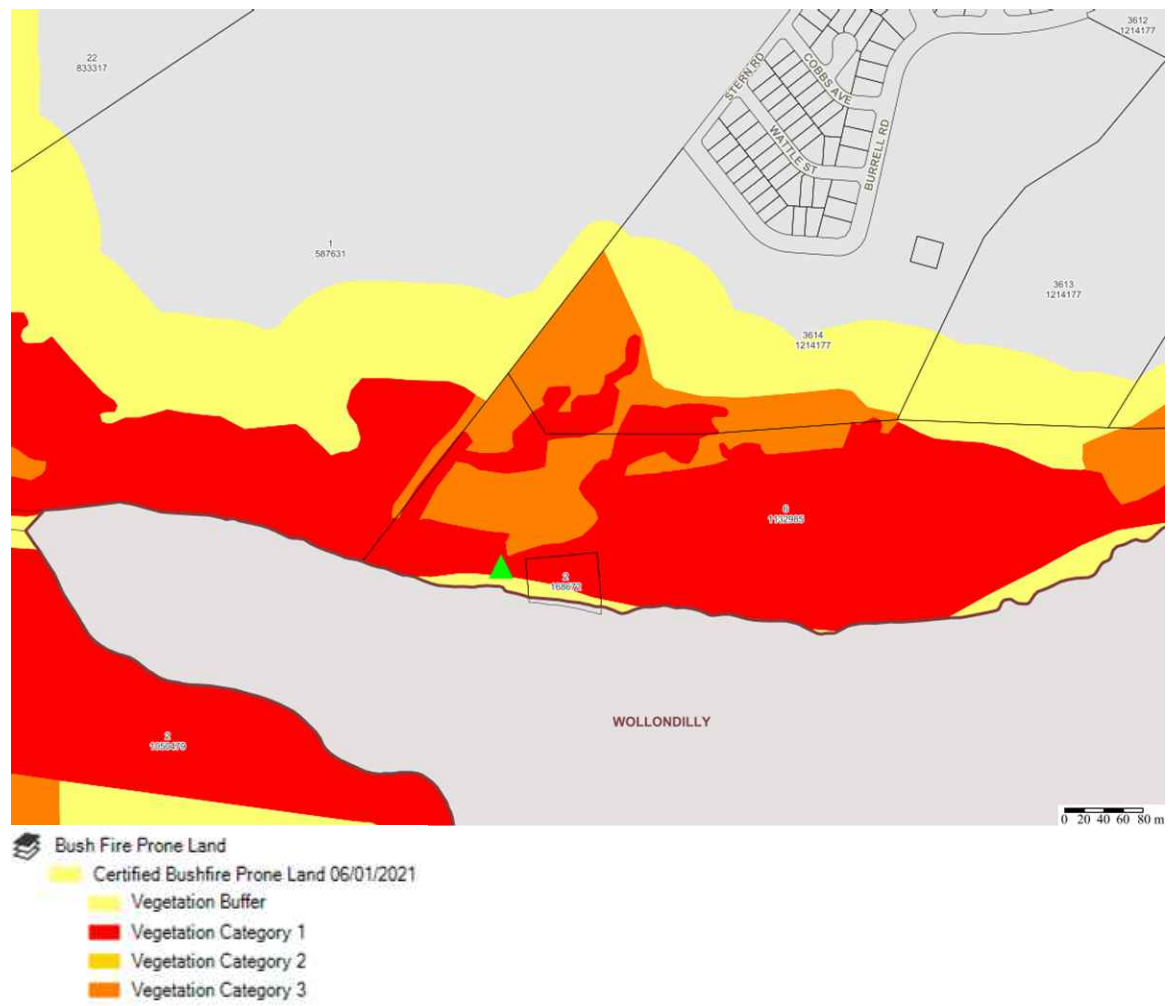 3612
1214177
22
833317
STERN RD
COBBS AVE
WATTLE ST
BURRELL RD
1
587631
3613
1214177
3614
1214177
6
1132985
2
168672
WOLLONDILLY
2
1050479
0 20 40 60 80 m
Bush Fire Prone Land
Certified Bushfire Prone Land 06/01/2021
Vegetation Buffer
Vegetation Category 1
Vegetation Category 2
Vegetation Category 3